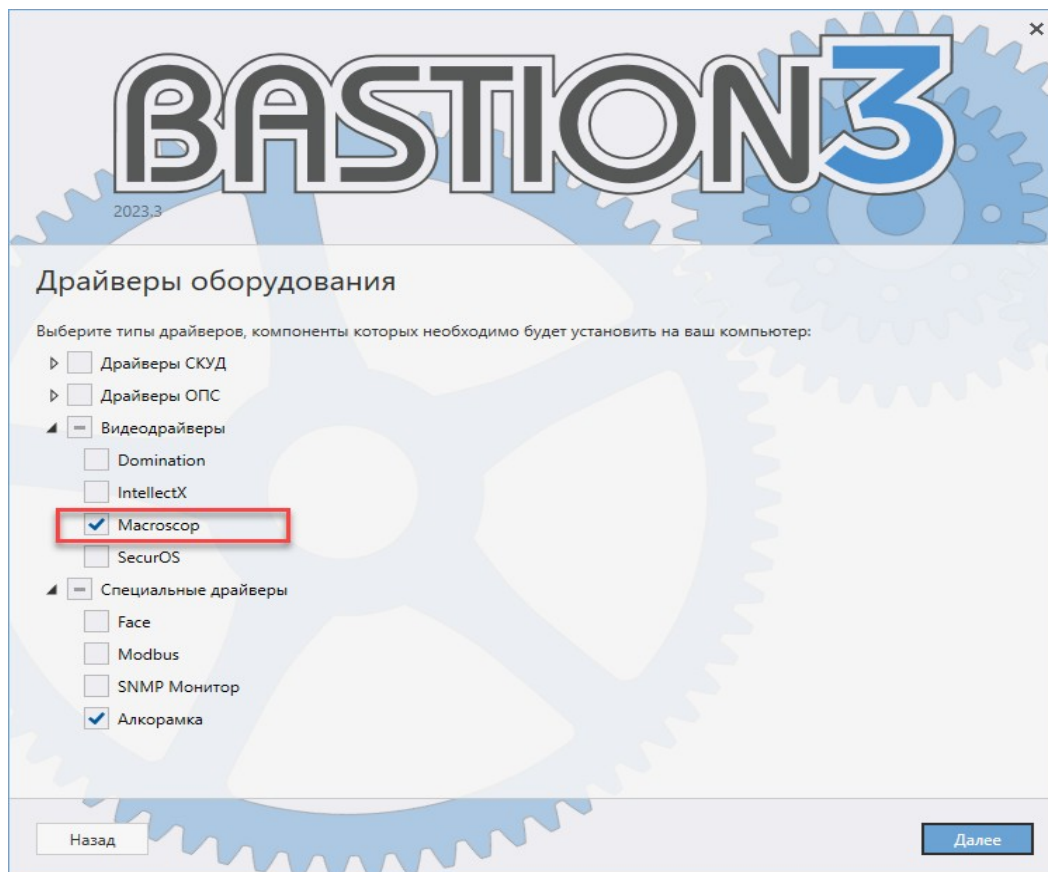 BASTION3
2023.3
Драйверы оборудования
Выберите типы драйверов, компоненты которых необходимо будет установить на ваш компьютер:
Драйверы СКУД
Драйверы ОПС
Видеодрайверы
Domination
IntellectX
Macroscop
SecurOS
Специальные драйверы
Face
Modbus
SNMP Монитор
Алкорамка
Назад
Далее